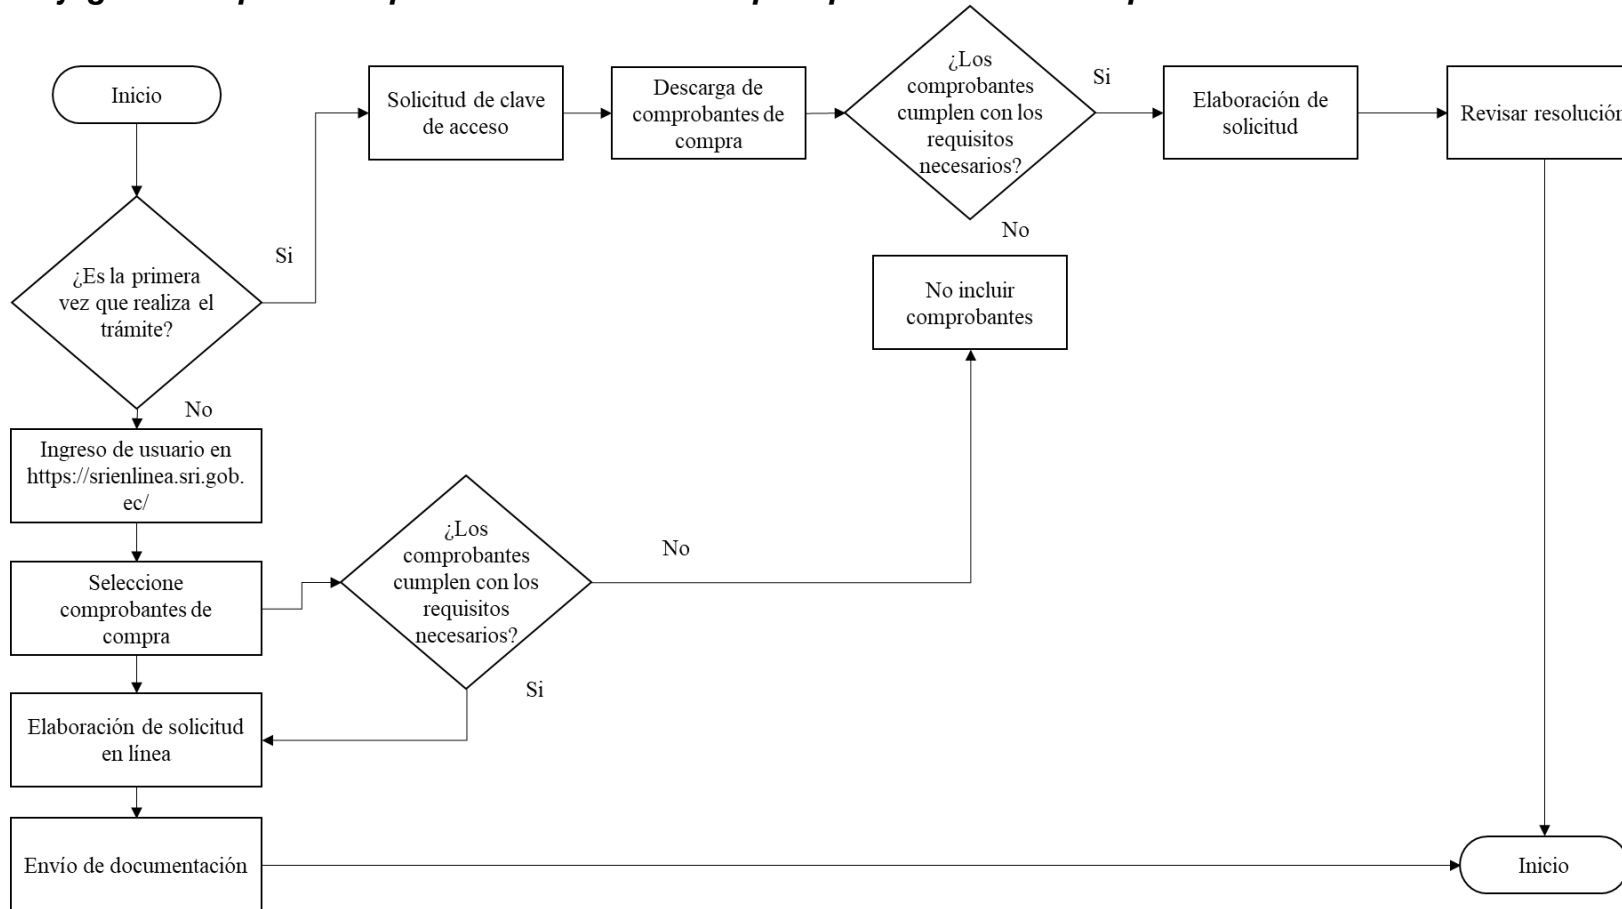 Inicio
¿Es la primera
vez que realiza el
trámite?
Si
No
Solicitud de clave
de acceso
Descarga de
comprobantes de
compra
¿Los
comprobantes
cumplen con los
requisitos
necesarios?
Si
No
Elaboración de
solicitud
Revisar resolución
No incluir
comprobantes
Ingreso de usuario en
https://srienlinea.sri.gob.
ec/
Seleccione
comprobantes de
compra
¿Los
comprobantes
cumplen con los
requisitos
necesarios?
No
Si
Elaboración de solicitud
en línea
Envío de documentación
Inicio